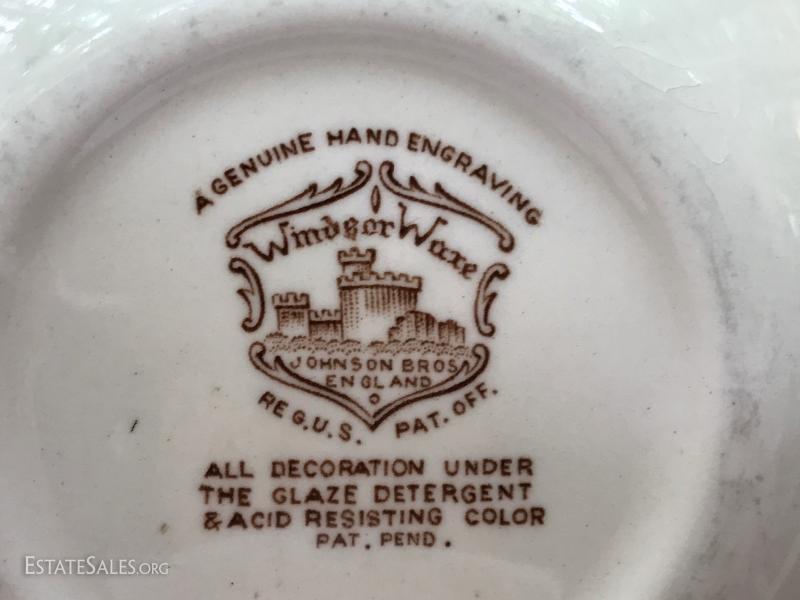 A GENUINE HAND ENGRAVING
Windsor Ware
JOHNSON BROS
ENGLAND
REG. U.S. PAT. OFF.
ALL DECORATION UNDER
THE GLAZE DETERGENT
& ACID RESISTING COLOR
PAT. PEND.
ESTATESALES.ORG